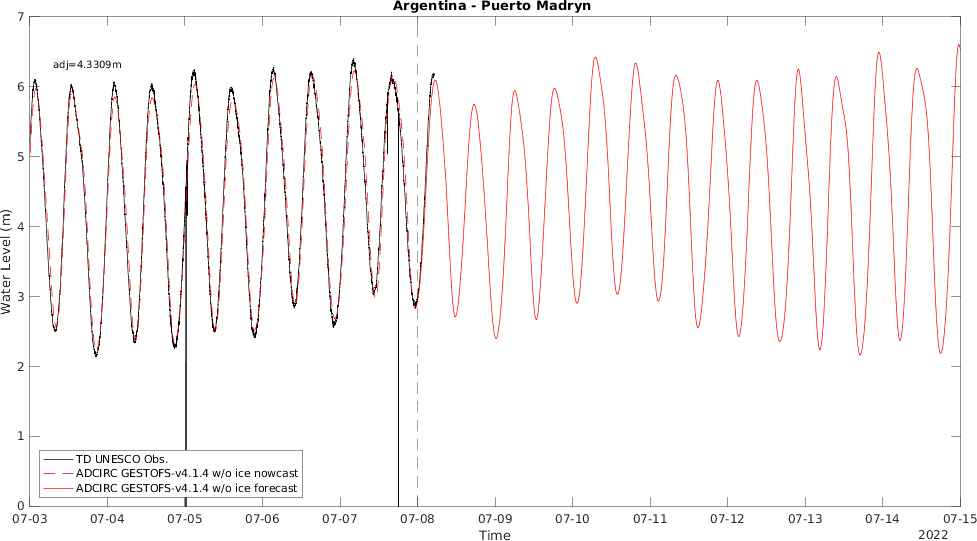 Argentina - Puerto Madryn
adj=4.3309m
Water Level (m)
7
6
5
4
3
2
1
0
TD UNESCO Obs.
ADCIRC GESTOFS-v4.1.4 w/o ice nowcast
ADCIRC GESTOFS-v4.1.4 w/o ice forecast
07-03 07-04 07-05 07-06 07-07 07-08 07-09 07-10 07-11 07-12 07-13 07-14 07-15
Time
2022